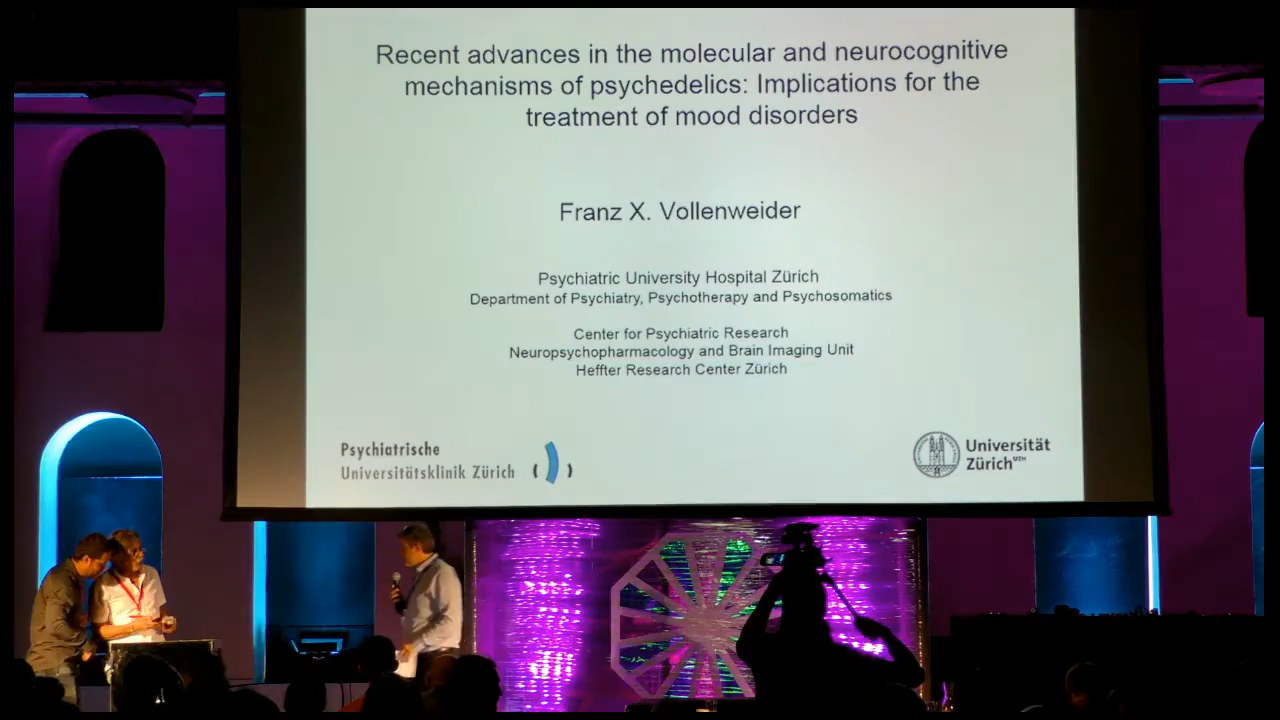 Recent advances in the molecular and neurocognitive
mechanisms of psychedelics: Implications for the
treatment of mood disorders
Franz X. Vollenweider
Psychiatric University Hospital Zürich
Department of Psychiatry, Psychotherapy and Psychosomatics
Center for Psychiatric Research
Neuropsychopharmacology and Brain Imaging Unit
Heffter Research Center Zürich
Psychiatrische
Universitätsklinik Zürich
Universität
Zürich UZH